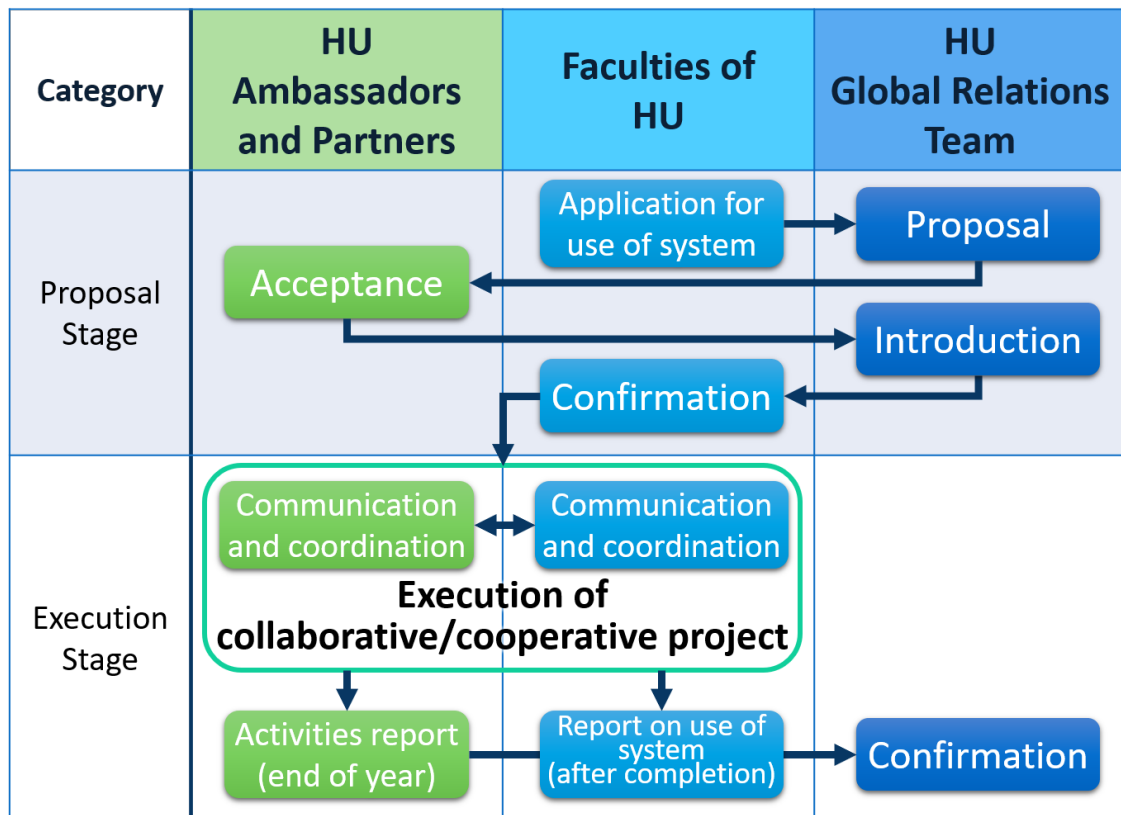 Category
HU
Ambassadors
and Partners
Faculties of
HU
HU
Global Relations
Team
Proposal
Stage
Application for
use of system
Proposal
Acceptance
Introduction
Confirmation
Execution
Stage
Communication
and coordination
Communication
and coordination
Execution of
collaborative/cooperative project
Activities report
(end of year)
Report on use of
system
(after completion)
Confirmation